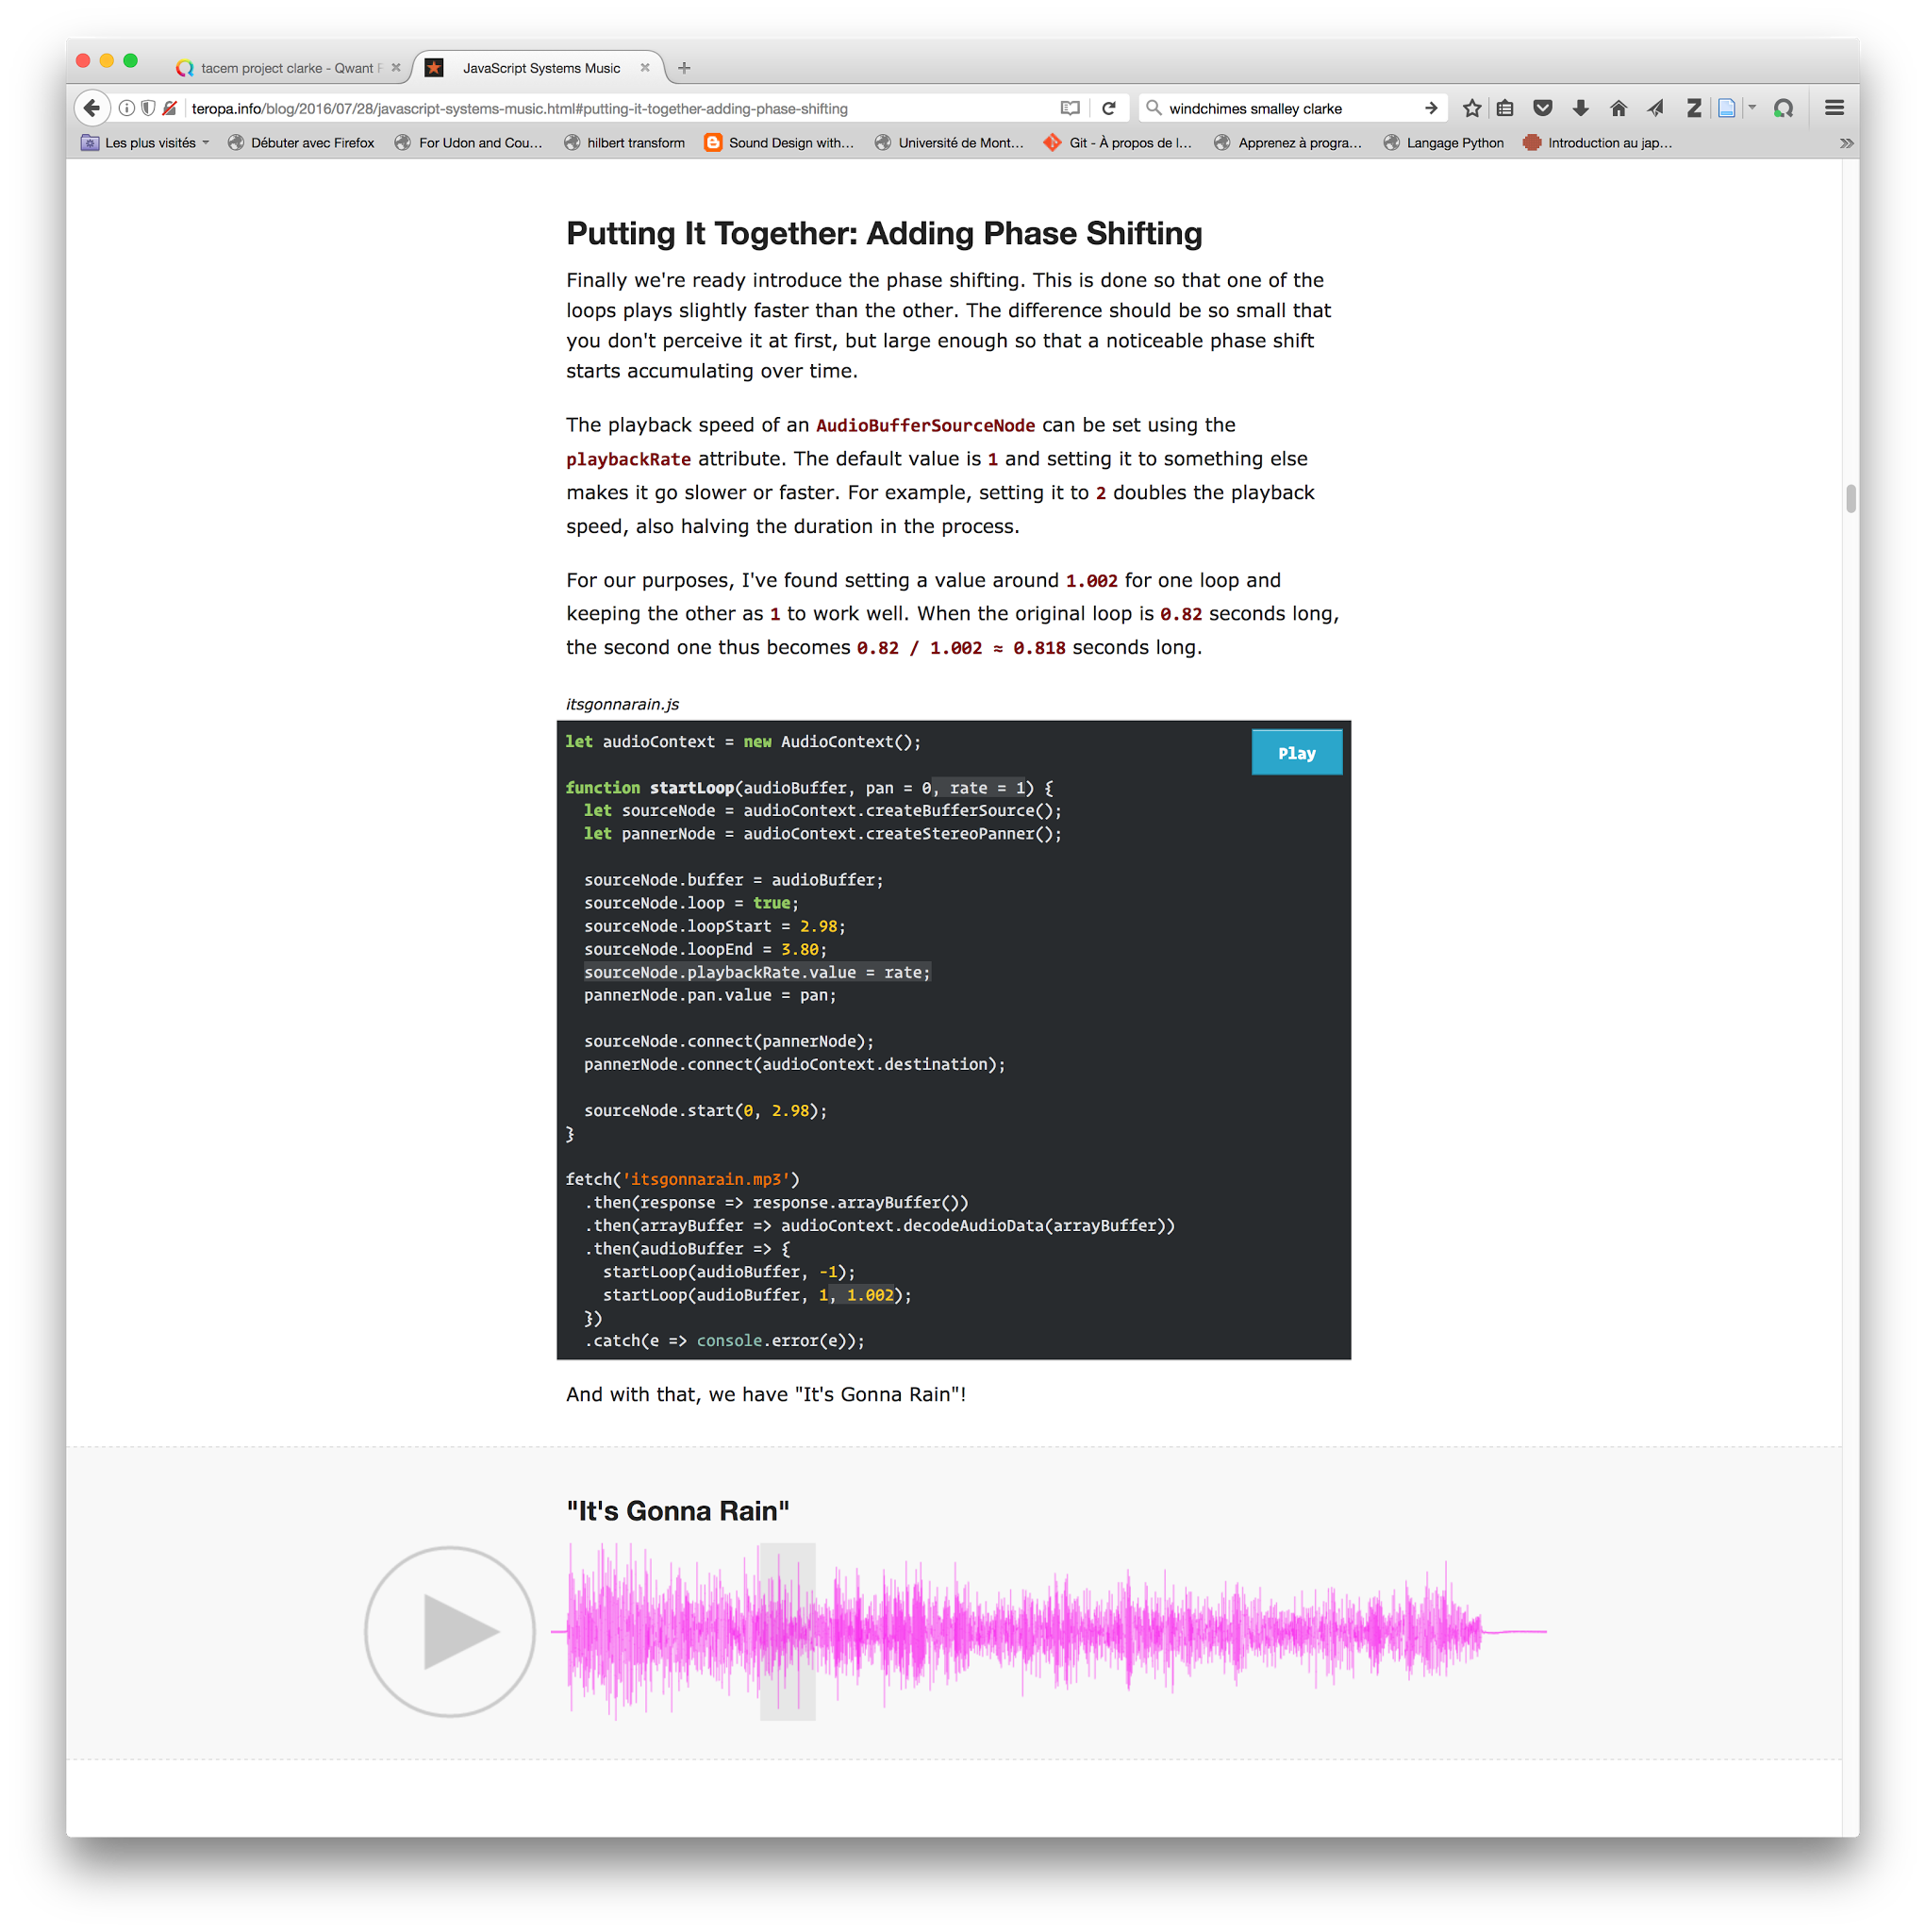 tacem project clarke - Qwant F
JavaScript Systems Music
teropa.info/blog/2016/07/28/javascript-systems-music.html#putting-it-together-adding-phase-shifting
windchimes smalley clarke
Les plus visités
Débuter avec Firefox
For Udon and Cou...
hilbert transform
Sound Design with...
Université de Mont...
Git - À propos de l...
Apprenez à progra...
Langage Python
Introduction au jap...
Putting It Together: Adding Phase Shifting
Finally we're ready introduce the phase shifting. This is done so that one of the
loops plays slightly faster than the other. The difference should be so small that
you don't perceive it at first, but large enough so that a noticeable phase shift
starts accumulating over time.
The playback speed of an AudioBufferSourceNode can be set using the
playbackRate attribute. The default value is 1 and setting it to something else
makes it go slower or faster. For example, setting it to 2 doubles the playback
speed, also halving the duration in the process.
For our purposes, I've found setting a value around 1.002 for one loop and
keeping the other as 1 to work well. When the original loop is 0.82 seconds long,
the second one thus becomes 0.82 / 1.002 ≈ 0.818 seconds long.
itsgonnarain.js
Play
let audioContext = new AudioContext();
function startLoop(audioBuffer, pan = 0, rate = 1) {
let sourceNode = audioContext.createBufferSource();
let pannerNode = audioContext.createStereoPanner();
sourceNode.buffer = audioBuffer;
sourceNode.loop = true;
sourceNode.loopStart = 2.98;
sourceNode.loopEnd = 3.80;
sourceNode.playbackRate.value = rate;
pannerNode.pan.value = pan;
sourceNode.connect(pannerNode);
pannerNode.connect(audioContext.destination);
sourceNode.start(0, 2.98);
}
fetch('itsgonnarain.mp3')
.then(response => response.arrayBuffer())
.then(arrayBuffer => audioContext.decodeAudioData(arrayBuffer))
.then(audioBuffer => {
startLoop(audioBuffer, -1);
startLoop(audioBuffer, 1, 1.002);
})
.catch(e => console.error(e));
And with that, we have "It's Gonna Rain"!
"It's Gonna Rain"